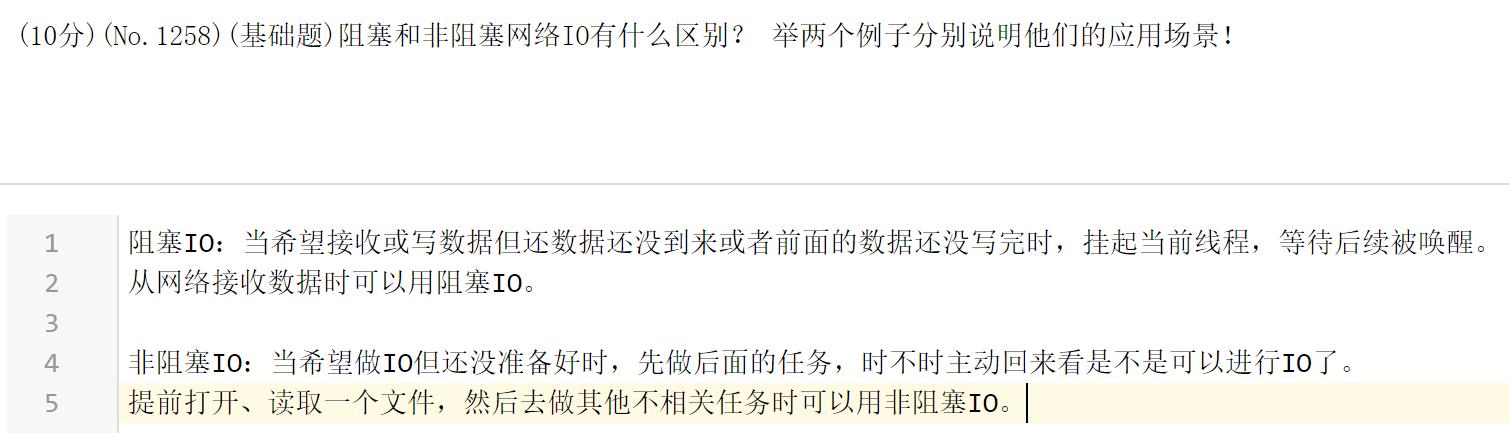 (10分)(No.1258)(基础题)阻塞和非阻塞网络IO有什么区别? 举两个例子分别说明他们的应用场景!
1 阻塞IO：当希望接收或写数据但还数据还没到来或者前面的数据还没写完时，挂起当前线程，等待后续被唤醒。
2 从网络接收数据时可以用阻塞IO。
3
4 非阻塞IO：当希望做IO但还没准备好时，先做后面的任务，时不时主动回来看是不是可以进行IO了。
5 提前打开、读取一个文件，然后去做其他不相关任务时可以用非阻塞IO。